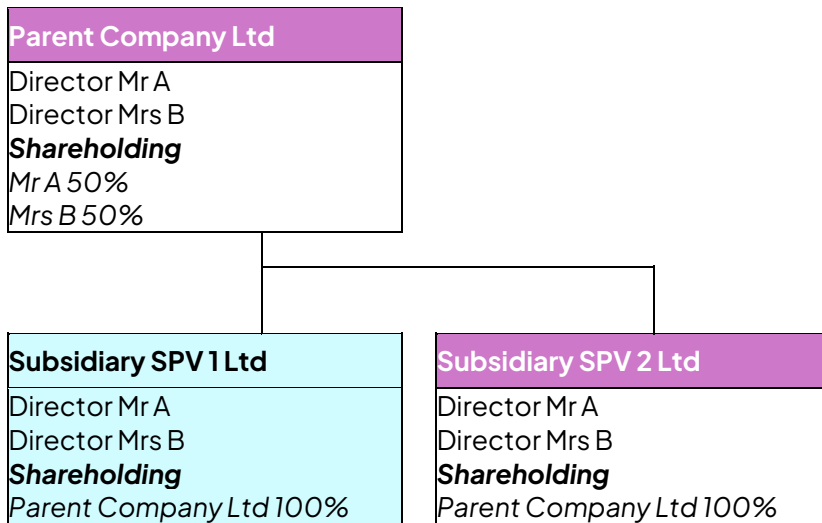 Parent Company Ltd
Director Mr A
Director Mrs B
Shareholding
Mr A 50%
Mrs B 50%
Subsidiary SPV 1 Ltd
Director Mr A
Director Mrs B
Shareholding
Parent Company Ltd 100%
Subsidiary SPV 2 Ltd
Director Mr A
Director Mrs B
Shareholding
Parent Company Ltd 100%